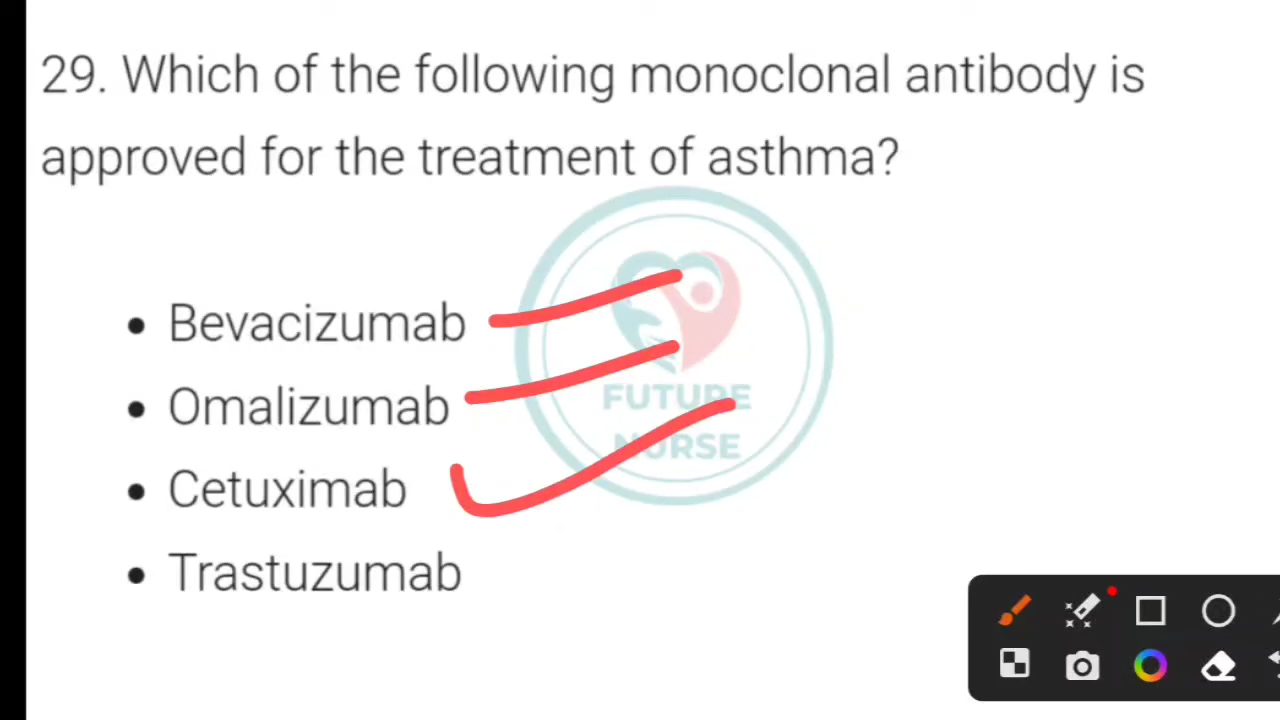 29. Which of the following monoclonal antibody is
approved for the treatment of asthma?
• Bevacizumab
• Omalizumab
• Cetuximab
• Trastuzumab
FUTURE
NORSE